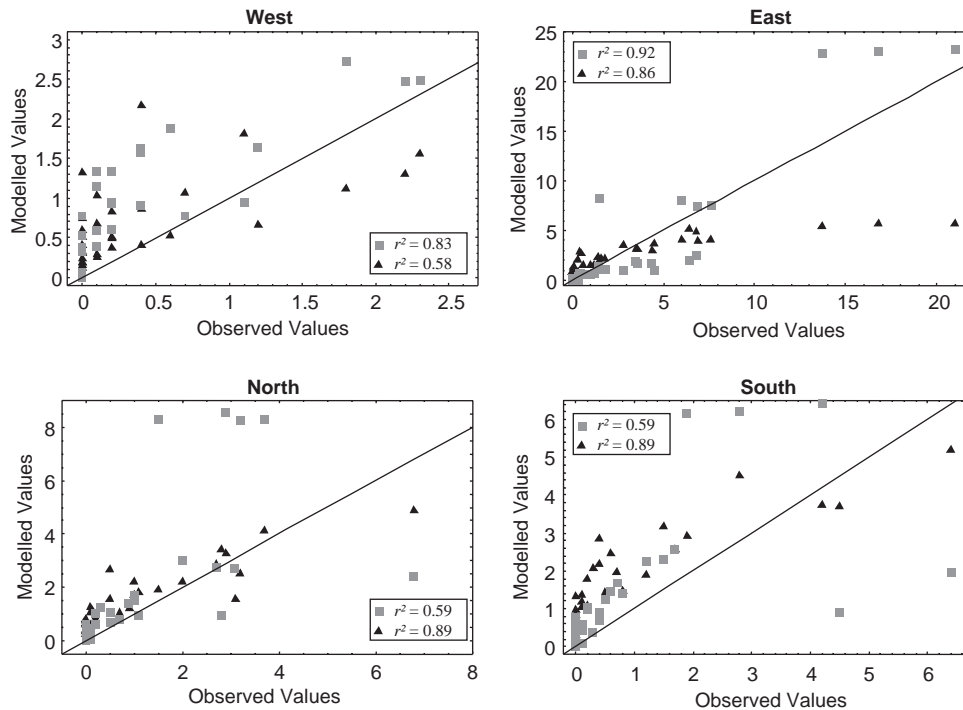 West
3
2.5
2
1.5
1
0.5
0
Modelled Values
r² = 0.83
r² = 0.58
0 0.5 1 1.5 2 2.5
Observed Values
East
25
20
15
10
5
0
Modelled Values
r² = 0.92
r² = 0.86
0 5 10 15 20
Observed Values
North
8
6
4
2
0
Modelled Values
r² = 0.59
r² = 0.89
0 2 4 6 8
Observed Values
South
6
5
4
3
2
1
0
Modelled Values
r² = 0.59
r² = 0.89
0 1 2 3 4 5 6
Observed Values